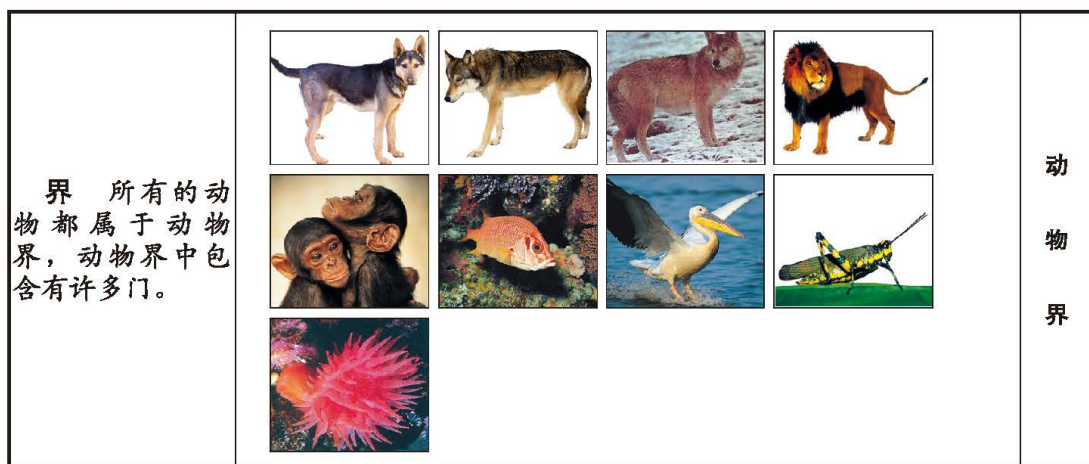 界 所有的动
物都属于动物
界，动物界中包
含有许多门。
动
物
界